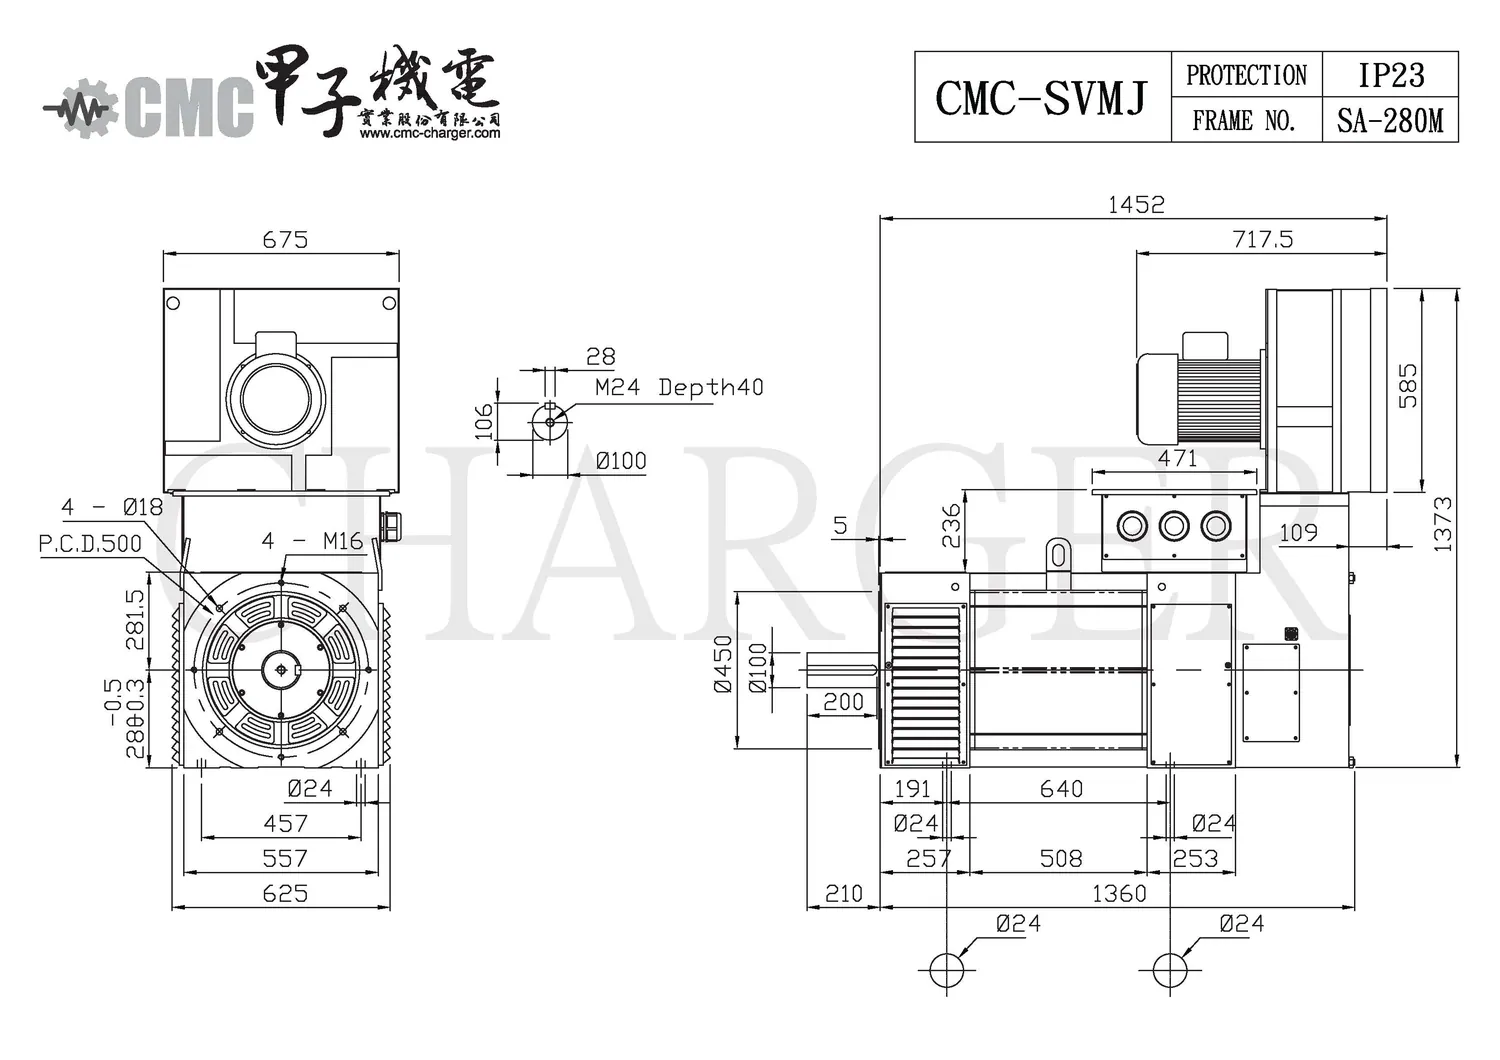 CMC 甲子機電
實業股份有限公司
www.cmc-charger.com
CMC-SVMJ
PROTECTION
IP23
FRAME NO.
SA-280M
1452
675
717.5
28
M24 Depth40
106
Ø100
585
1373
471
4 - Ø18
P.C.D.500
4 - M16
5
236
109
CHARGER
281.5
-0.5
280-0.3
Ø450
Ø100
200
Ø24
457
557
625
191
640
Ø24
Ø24
257
508
253
210
1360
Ø24
Ø24